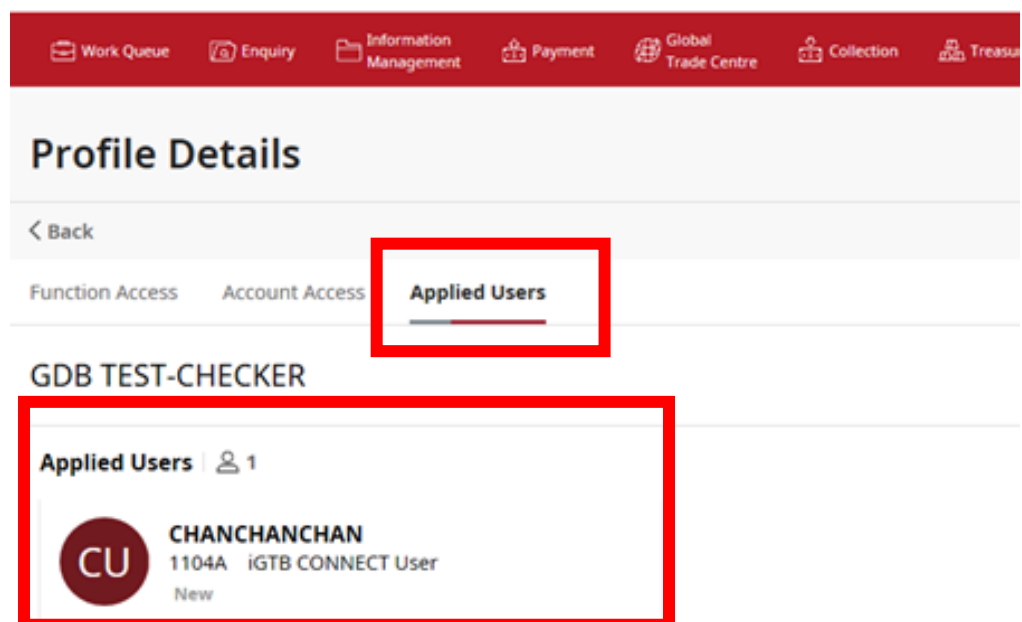 Work Queue Enquiry Information Management Payment Global Trade Centre Collection
Profile Details
Back
Function Access Account Access Applied Users
GDB TEST-CHECKER
Applied Users 1
CU
CHANCHANCHAN
1104A iGTB CONNECT User
New